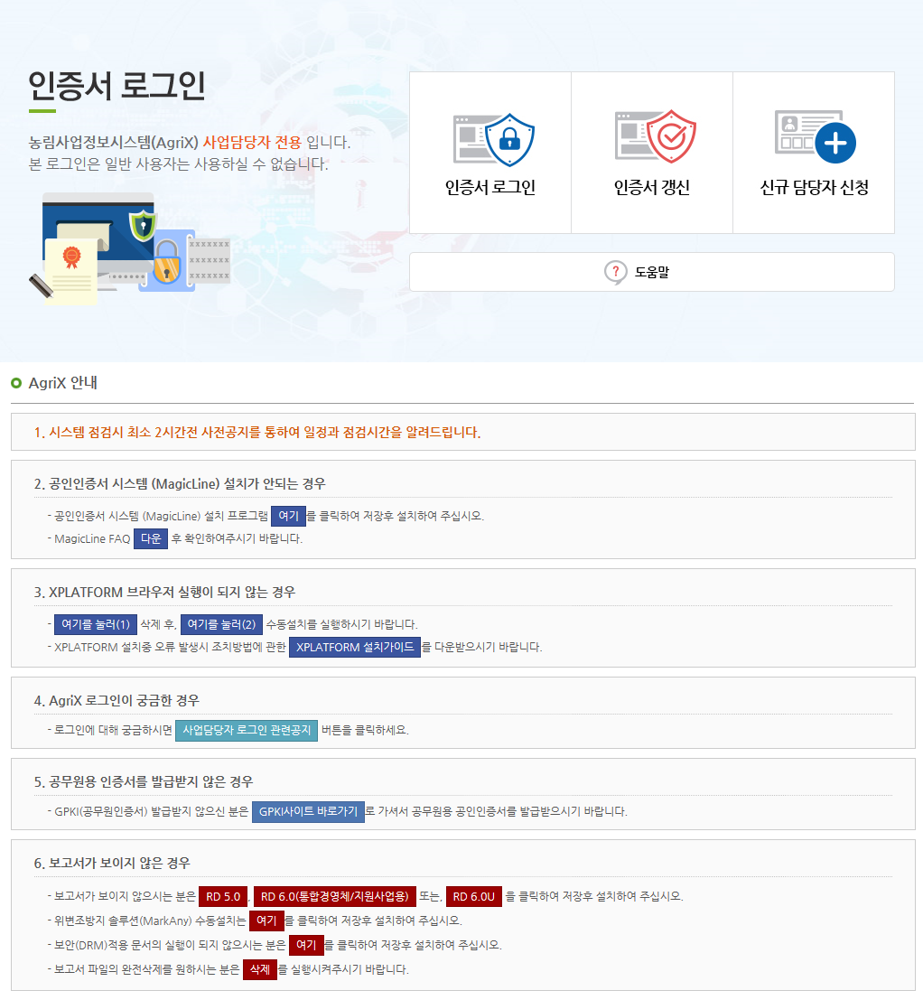 인증서 로그인
농림사업정보시스템(AgriX) 사업담당자 전용 입니다.
본 로그인은 일반 사용자는 사용하실 수 없습니다.
인증서 로그인
인증서 갱신
신규 담당자 신청
? 도움말
AgriX 안내
1. 시스템 점검시 최소 2시간전 사전공지를 통하여 일정과 점검시간을 알려드립니다.
2. 공인인증서 시스템 (MagicLine) 설치가 안되는 경우
- 공인인증서 시스템 (MagicLine) 설치 프로그램 여기 를 클릭하여 저장후 설치하여 주십시오.
- MagicLine FAQ 다운 후 확인하여주시기 바랍니다.
3. XPLATFORM 브라우저 실행이 되지 않는 경우
- 여기를 눌러(1) 삭제 후, 여기를 눌러(2) 수동설치를 실행하시기 바랍니다.
- XPLATFORM 설치중 오류 발생시 조치방법에 관한 XPLATFORM 설치가이드 를 다운받으시기 바랍니다.
4. AgriX 로그인이 궁금한 경우
- 로그인에 대해 궁금하시면 사업담당자 로그인 관련공지 버튼을 클릭하세요.
5. 공무원용 인증서를 발급받지 않은 경우
- GPKI(공무원인증서) 발급받지 않으신 분은 GPKI사이트 바로가기 로 가셔서 공무원용 공인인증서를 발급받으시기 바랍니다.
6. 보고서가 보이지 않은 경우
- 보고서가 보이지 않으시는 분은 RD 5.0 , RD 6.0(통합경영체/지원사업용) 또는, RD 6.0U 을 클릭하여 저장후 설치하여 주십시오.
- 위변조방지 솔루션(MarkAny) 수동설치는 여기 를 클릭하여 저장후 설치하여 주십시오.
- 보안(DRM)적용 문서의 실행이 되지 않으시는 분은 여기 를 클릭하여 저장후 설치하여 주십시오.
- 보고서 파일의 완전삭제를 원하시는 분은 삭제 를 실행시켜주시기 바랍니다.